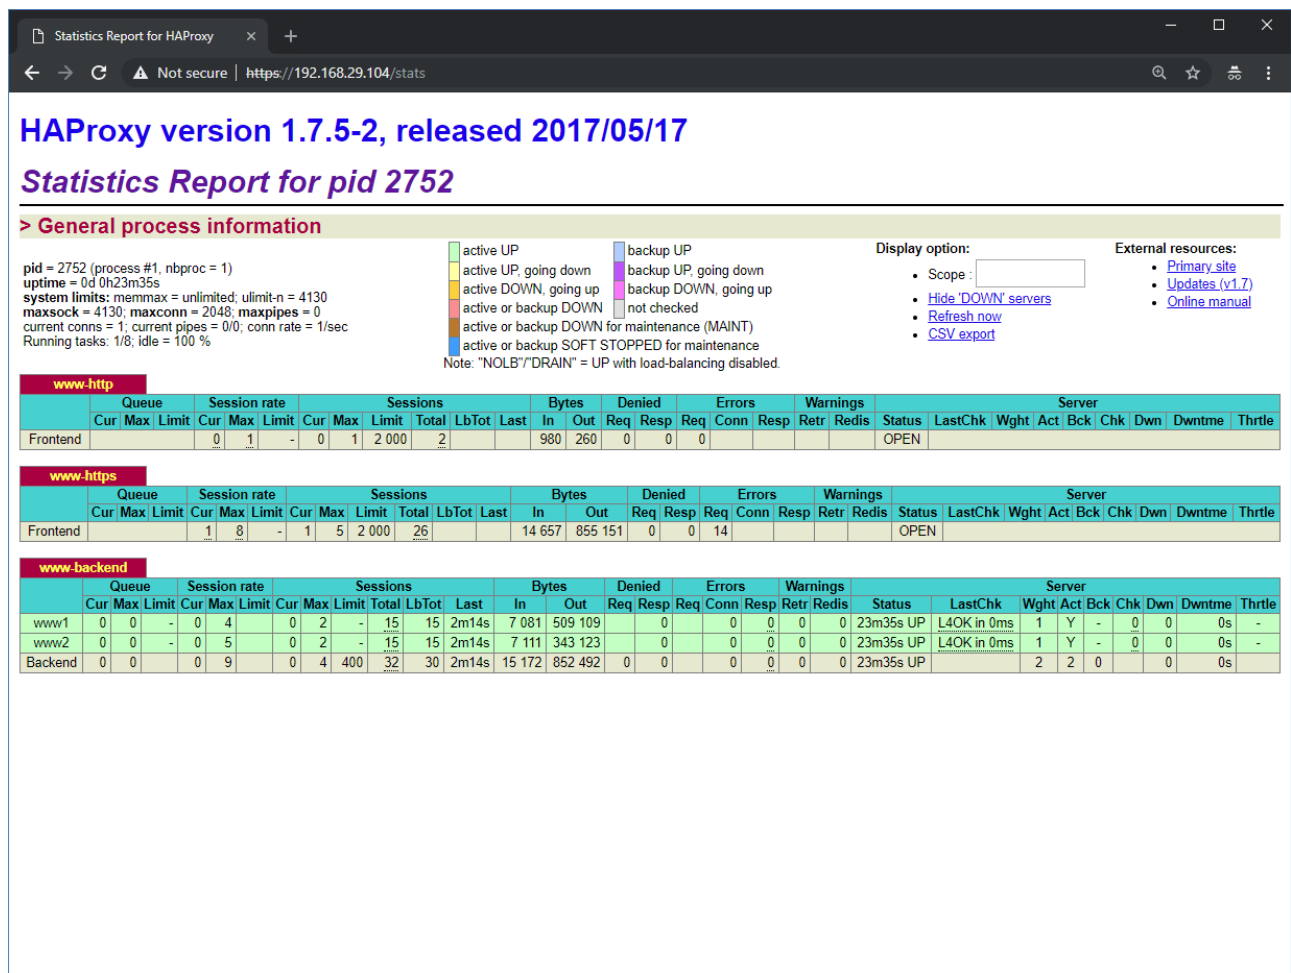 Statistics Report for HAProxy
Not secure | https://192.168.29.104/stats
HAProxy version 1.7.5-2, released 2017/05/17
Statistics Report for pid 2752
> General process information
pid = 2752 (process #1, nbproc = 1)
uptime = 0d 0h23m35s
system limits: memmax = unlimited; ulimit-n = 4130
maxsock = 4130; maxconn = 2048; maxpipes = 0
current conns = 1; current pipes = 0/0; conn rate = 1/sec
Running tasks: 1/8; idle = 100 %
active UP backup UP
active UP, going down backup UP, going down
active DOWN, going up backup DOWN, going up
active or backup DOWN not checked
active or backup DOWN for maintenance (MAINT)
active or backup SOFT STOPPED for maintenance
Note: "NOLB"/"DRAIN" = UP with load-balancing disabled.
Display option:
• Scope :
• Hide 'DOWN' servers
• Refresh now
• CSV export
External resources:
• Primary site
• Updates (v1.7)
• Online manual
www-http
Queue Session rate Sessions Bytes Denied Errors Warnings Server
Cur Max Limit Cur Max Limit Cur Max Limit Total LbTot Last In Out Req Resp Req Conn Resp Retr Redis Status LastChk Wght Act Bck Chk Dwn Dwntme Thrtle
Frontend 0 1 - 0 1 2 000 2 980 260 0 0 0 OPEN
www-https
Queue Session rate Sessions Bytes Denied Errors Warnings Server
Cur Max Limit Cur Max Limit Cur Max Limit Total LbTot Last In Out Req Resp Req Conn Resp Retr Redis Status LastChk Wght Act Bck Chk Dwn Dwntme Thrtle
Frontend 1 8 - 1 5 2 000 26 14 657 855 151 0 0 14 OPEN
www-backend
Queue Session rate Sessions Bytes Denied Errors Warnings Server
Cur Max Limit Cur Max Limit Cur Max Limit Total LbTot Last In Out Req Resp Req Conn Resp Retr Redis Status LastChk Wght Act Bck Chk Dwn Dwntme Thrtle
www1 0 0 - 0 4 0 2 - 15 15 2m14s 7 081 509 109 0 0 0 0 0 23m35s UP L4OK in 0ms 1 Y - 0 0 0s -
www2 0 0 - 0 5 0 2 - 15 15 2m14s 7 111 343 123 0 0 0 0 0 23m35s UP L4OK in 0ms 1 Y - 0 0 0s -
Backend 0 0 0 9 0 4 400 32 30 2m14s 15 172 852 492 0 0 0 0 0 0 23m35s UP 2 2 0 0 0s